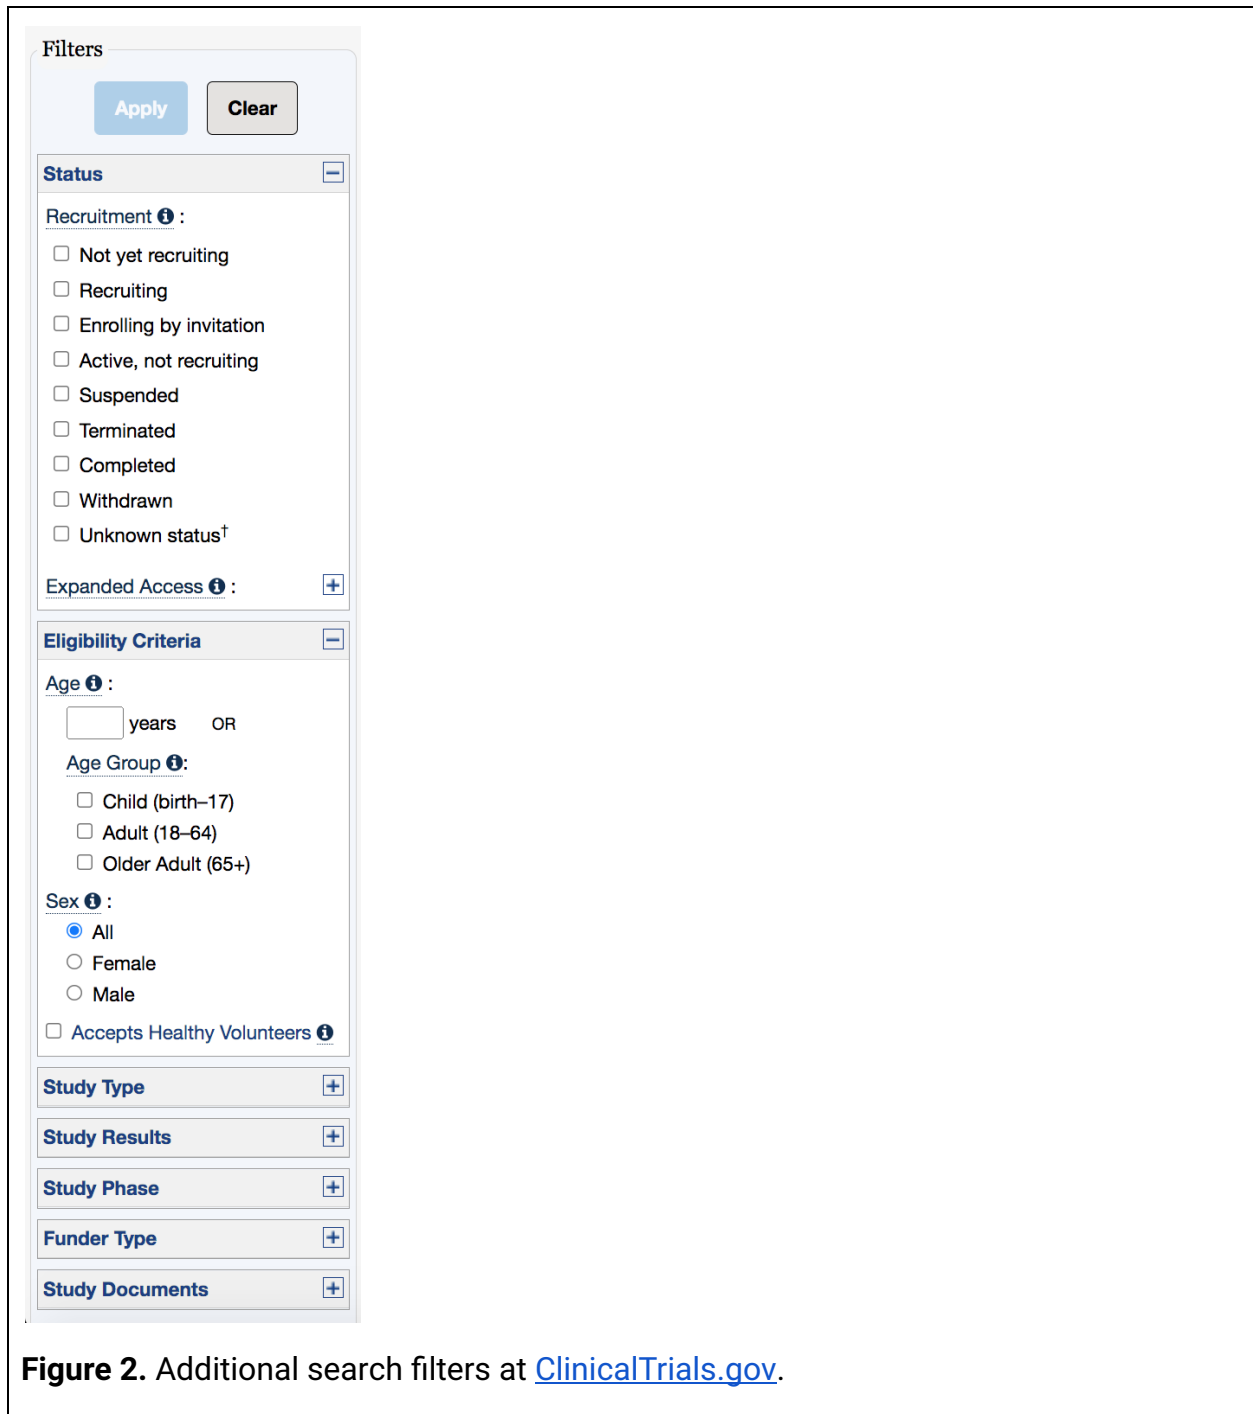 Filters
Apply Clear
Status
Recruitment :
Not yet recruiting
Recruiting
Enrolling by invitation
Active, not recruiting
Suspended
Terminated
Completed
Withdrawn
Unknown status†
Expanded Access :
Eligibility Criteria
Age :
years OR
Age Group :
Child (birth–17)
Adult (18–64)
Older Adult (65+)
Sex :
All
Female
Male
Accepts Healthy Volunteers
Study Type
Study Results
Study Phase
Funder Type
Study Documents
Figure 2. Additional search filters at ClinicalTrials.gov.